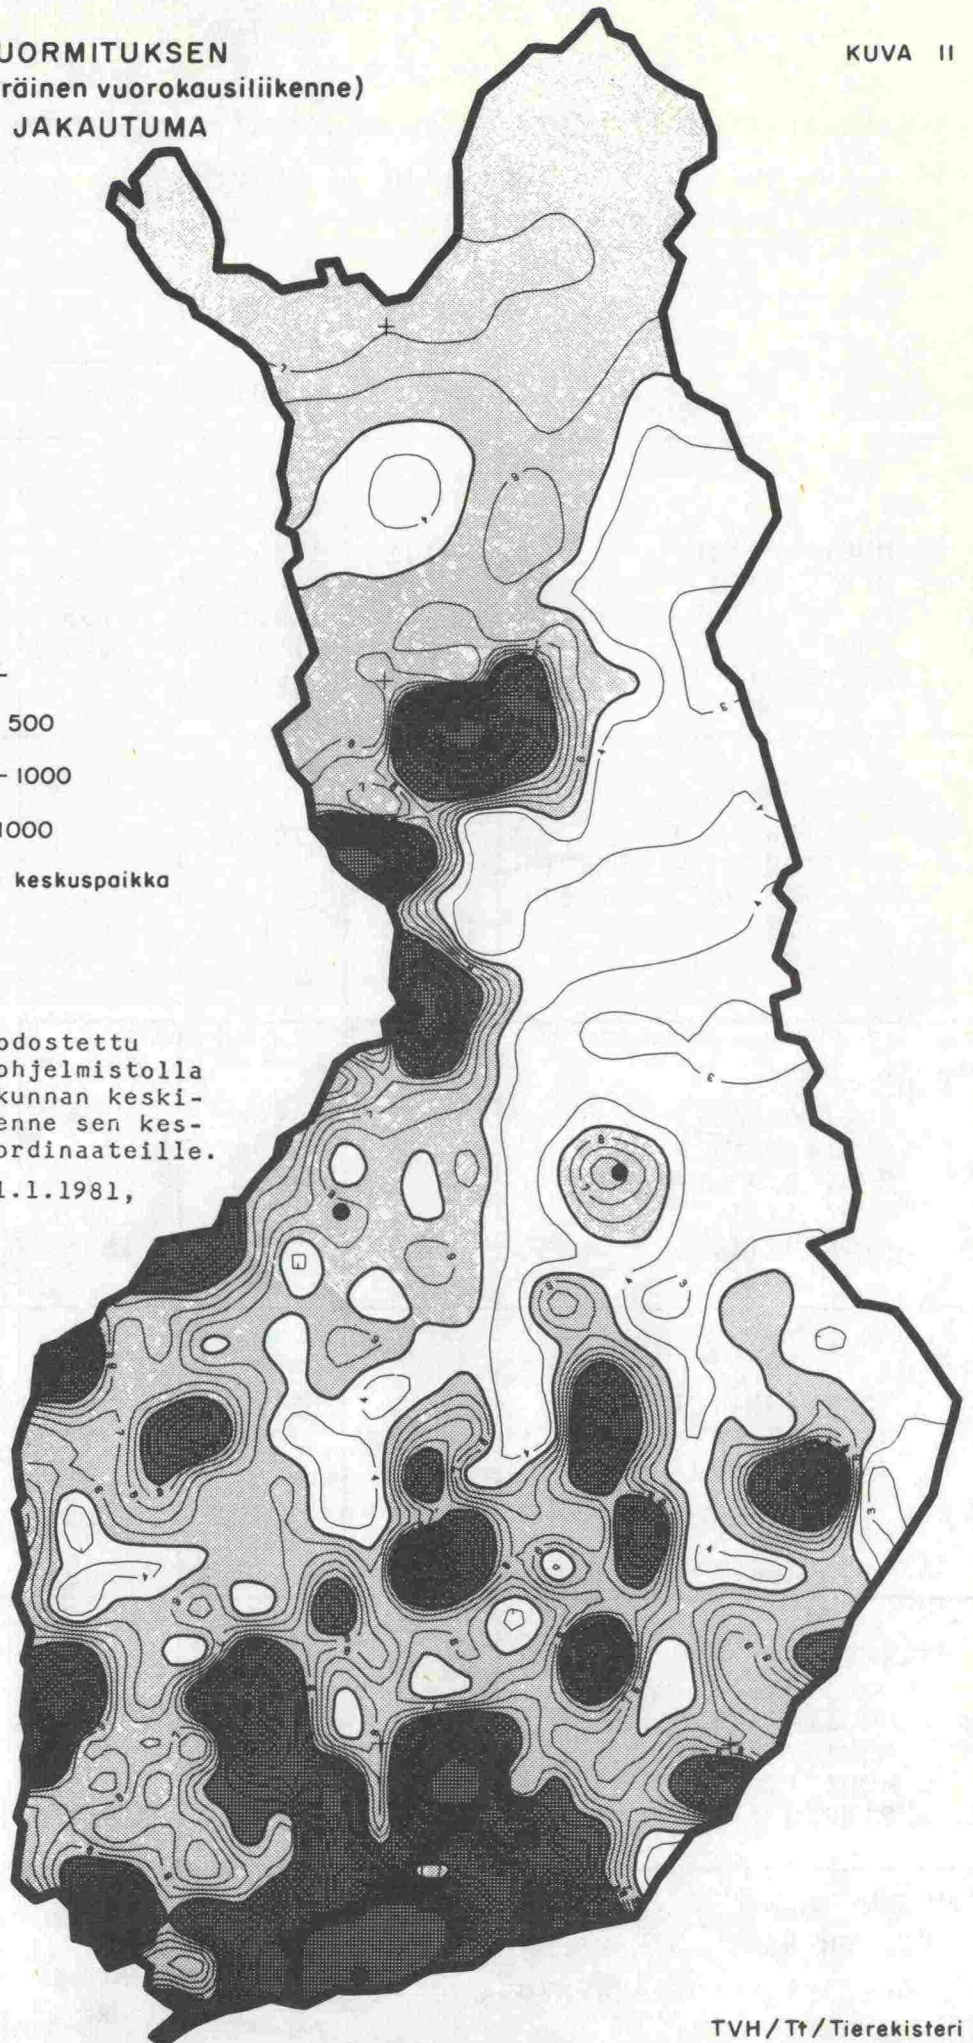 UORMITUKSEN
räinen vuorokausiliikenne)
JAKAUTUMA
KUVA II
500
- 1000
1000
keskuspaikka
odostettu
ohjelmistolla
kunnan keski-
enne sen kes-
ordinaateille.
1.1.1981,
TVH/Tt/Tierekisteri